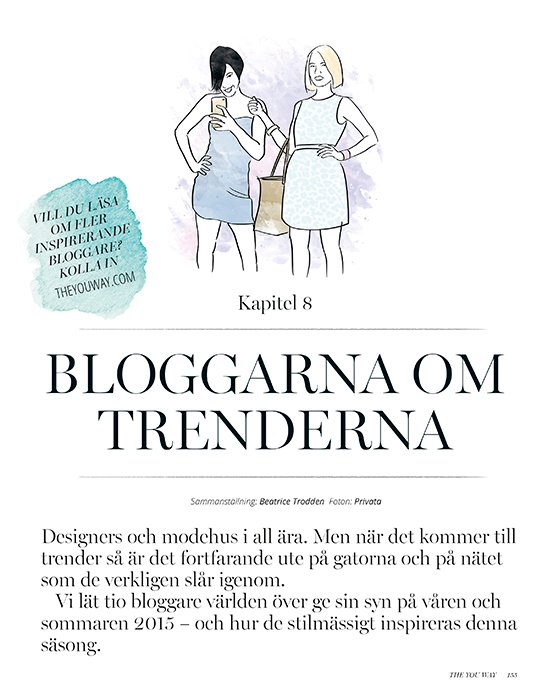 VILL DU LÄSA
OM FLER
INSPIRERANDE
BLOGGARE?
KOLLA IN
THEYOUWAY.COM
Kapitel 8
BLOGGARNA OM
TRENDERNA
Sammanställning: Beatrice Trodden Foton: Privata
Designers och modehus i all ära. Men när det kommer till
trender så är det fortfarande ute på gatorna och på nätet
som de verkligen slår igenom.
Vi lät tio bloggare världen över ge sin syn på våren och
sommaren 2015 – och hur de stilmässigt inspireras denna
säsong.
THE YOU WAY 155